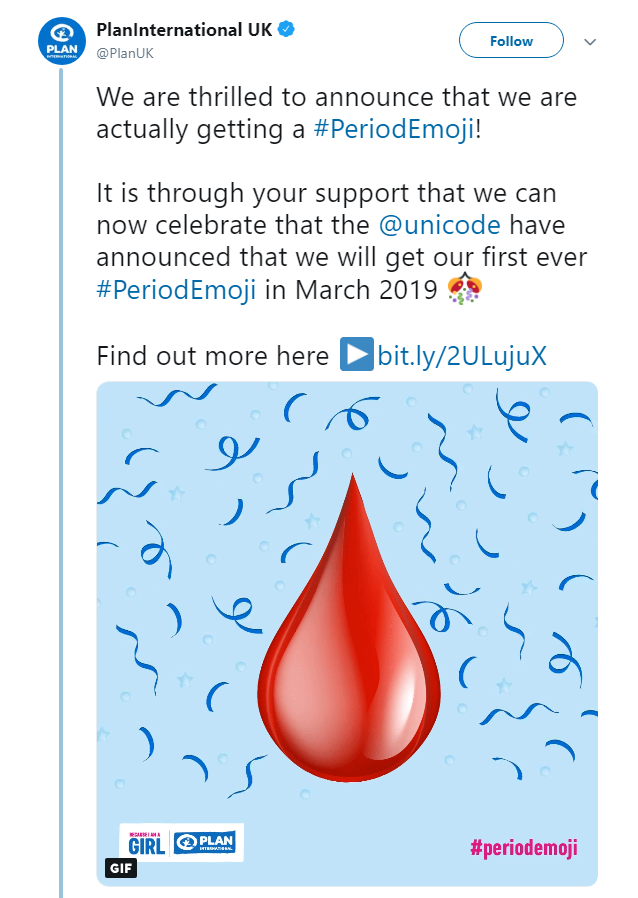 PlanInternational UK
@PlanUK
Follow
PLAN
INTERNATIONAL
We are thrilled to announce that we are
actually getting a #PeriodEmoji!
It is through your support that we can
now celebrate that the @unicode have
announced that we will get our first ever
#PeriodEmoji in March 2019
Find out more here bit.ly/2ULujuX
BECAUSE I AM A
GIRL
PLAN
INTERNATIONAL
#periodemoji
GIF